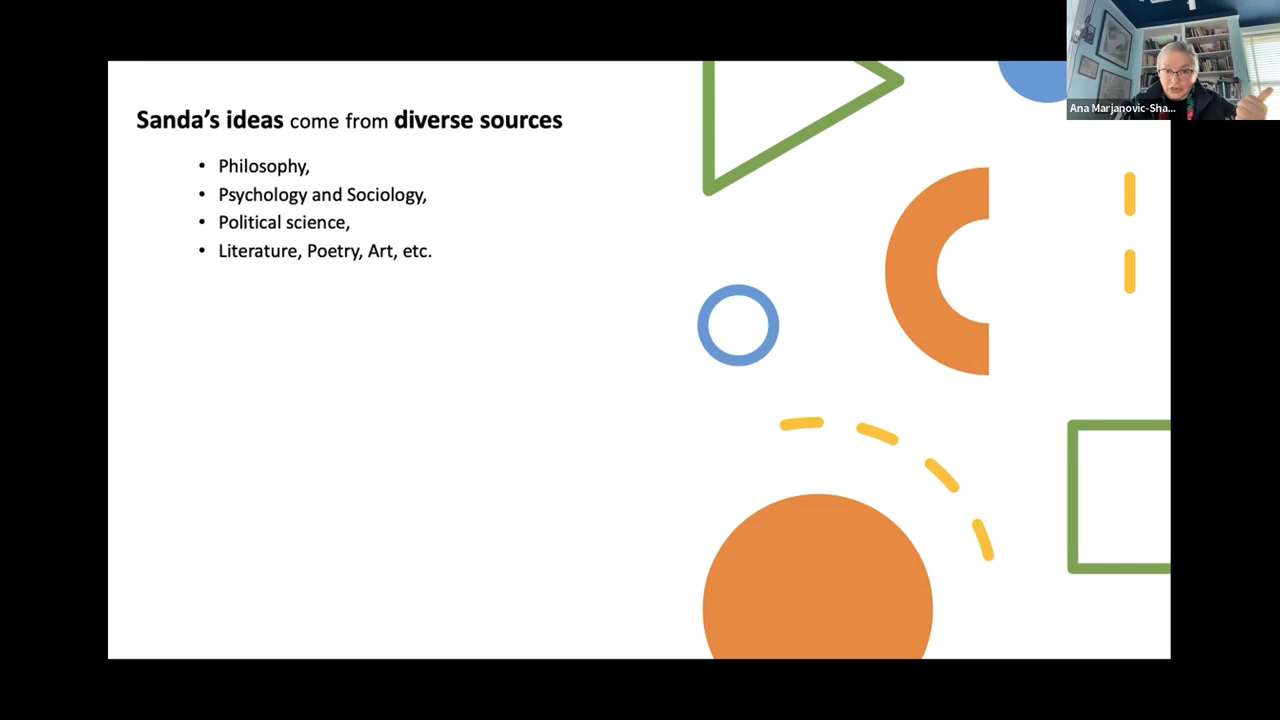 Sanda's ideas come from diverse sources
• Philosophy,
• Psychology and Sociology,
• Political science,
• Literature, Poetry, Art, etc.
Ana Marjanovic-Sha...